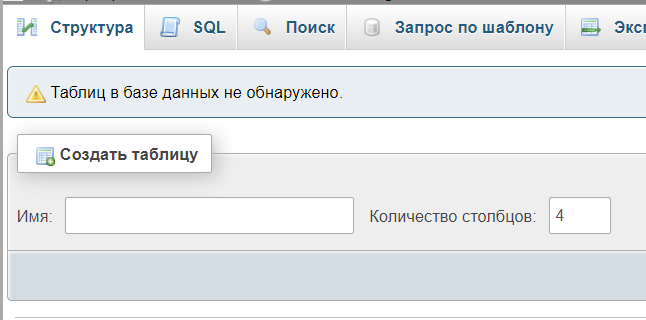 Структура SQL Поиск Запрос по шаблону
Таблиц в базе данных не обнаружено.
Создать таблицу
Имя: Количество столбцов: 4